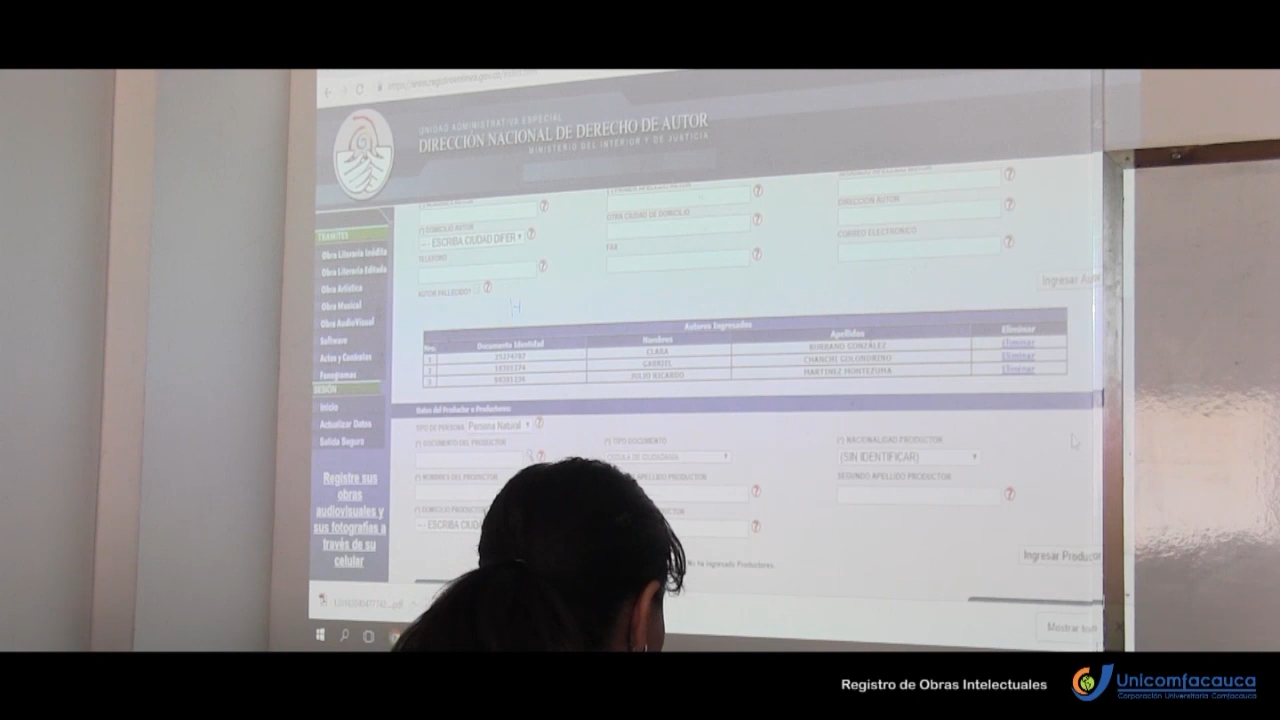 UNIDAD ADMINISTRATIVA ESPECIAL
DIRECCIÓN NACIONAL DE DERECHO DE AUTOR
MINISTERIO DEL INTERIOR Y DE JUSTICIA
TRAMITES
Obra Literaria Inédita
Obra Literaria Editada
Obra Artística
Obra Musical
Obra AudioVisual
Software
Actos y Contratos
Fonogramas
SESIÓN
Inicio
Actualizar Datos
Salida Segura
Registre sus
obras
audiovisuales y
sus fotografías a
través de su
celular
(*) DOMICILIO AUTOR
-- - ESCRIBA CIUDAD DIFER
OTRA CIUDAD DE DOMICILIO
DIRECCION AUTOR
TELEFONO
FAX
CORREO ELECTRONICO
AUTOR FALLECIDO?
Ingresar
Autores Ingresados
Nro. Documento Identidad Nombres Apellidos Eliminar
1 CLARA BURBANO GONZÁLEZ Eliminar
2 GABRIEL CHANCHI GOLONDRINO Eliminar
3 JULIO RICARDO MARTINEZ MONTEZUMA Eliminar
Datos del Productor o Productores:
TIPO DE PERSONA Persona Natural
(*) DOCUMENTO DEL PRODUCTOR (*) TIPO DOCUMENTO (*) NACIONALIDAD PRODUCTOR
CEDULA DE CIUDADANIA (SIN IDENTIFICAR)
(*) NOMBRES DEL PRODUCTOR APELLIDO PRODUCTOR SEGUNDO APELLIDO PRODUCTOR
(*) DOMICILIO
-- - ESCRIBA
No ha ingresado Productores.
Ingresar
Mostrar
Registro de Obras Intelectuales
Unicomfacauca
Corporación Universitaria Comfacauca